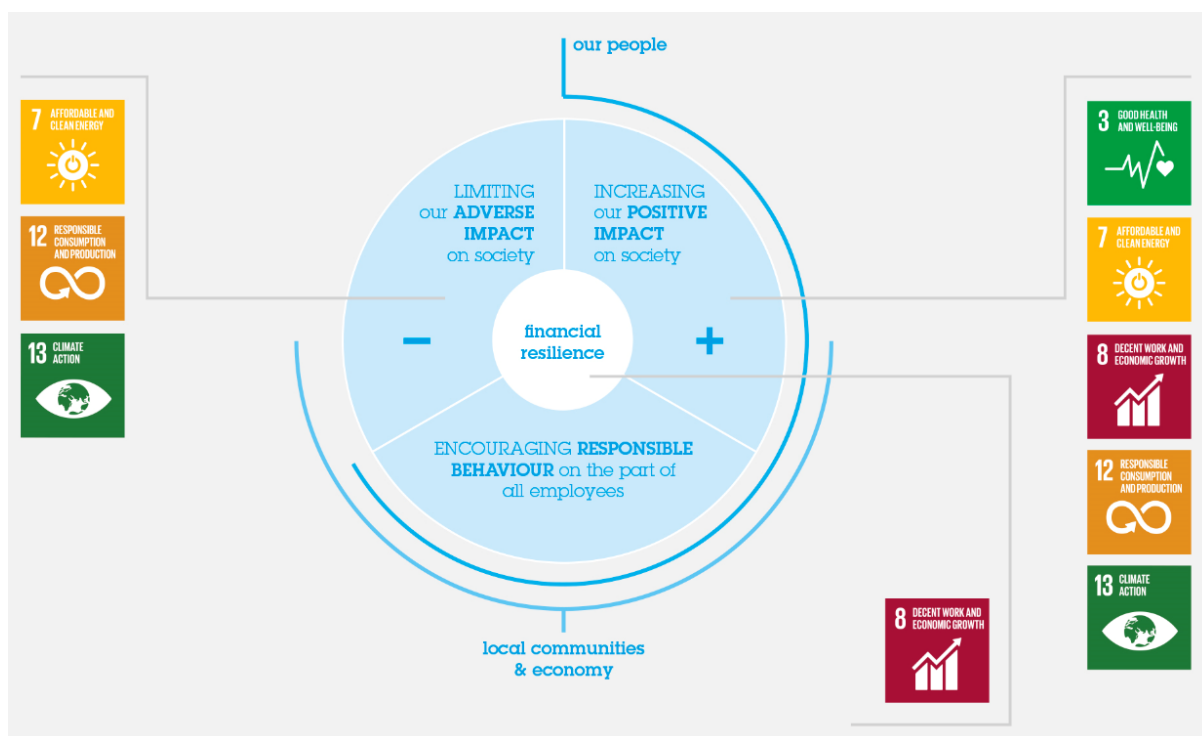 our people
7 AFFORDABLE AND
CLEAN ENERGY
12 RESPONSIBLE
CONSUMPTION
AND PRODUCTION
13 CLIMATE
ACTION
LIMITING
our ADVERSE
IMPACT
on society
−
INCREASING
our POSITIVE
IMPACT
on society
+
financial
resilience
ENCOURAGING RESPONSIBLE
BEHAVIOUR on the part of
all employees
local communities
& economy
3 GOOD HEALTH
AND WELL-BEING
7 AFFORDABLE AND
CLEAN ENERGY
8 DECENT WORK AND
ECONOMIC GROWTH
12 RESPONSIBLE
CONSUMPTION
AND PRODUCTION
13 CLIMATE
ACTION
8 DECENT WORK AND
ECONOMIC GROWTH